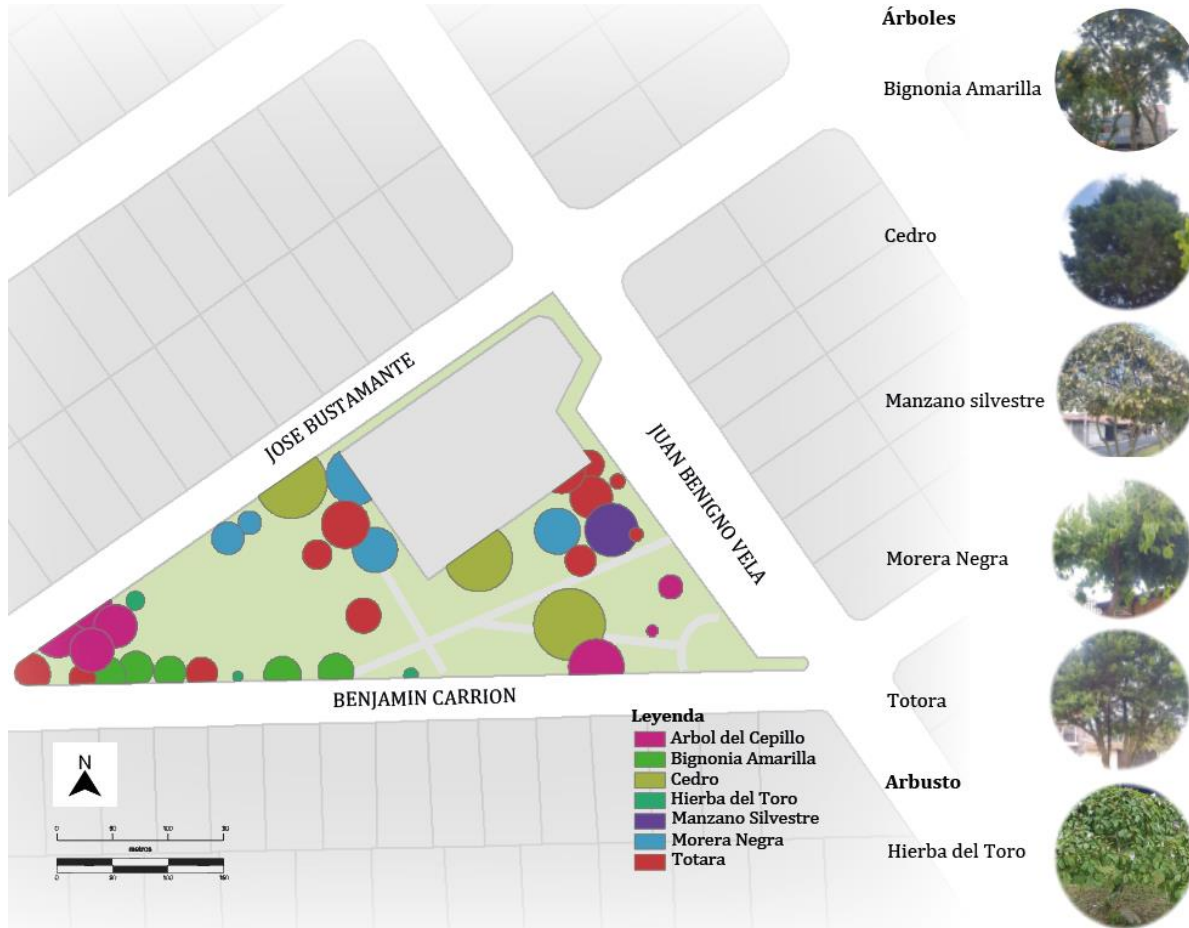 Árboles
Bignonia Amarilla
Cedro
Manzano silvestre
Morera Negra
Totora
Arbusto
Hierba del Toro
JOSE BUSTAMANTE
JUAN BENIGNO VELA
BENJAMIN CARRION
Leyenda
Arbol del Cepillo
Bignonia Amarilla
Cedro
Hierba del Toro
Manzano Silvestre
Morera Negra
Totara
N
metros